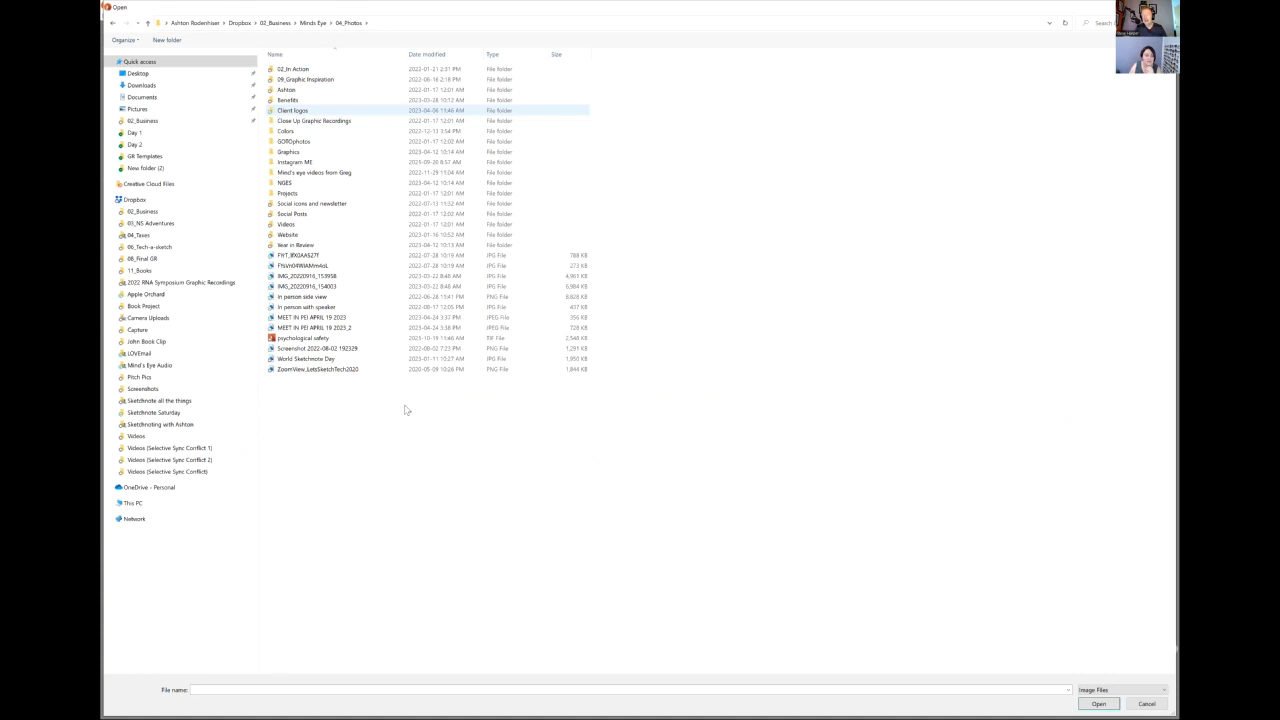 Open
Ashton Rodenhiser > Dropbox > 02_Business > Minds Eye > 04_Photos >
Search
Organize
New folder
Name Date modified Type Size
Quick access
Desktop
Downloads
Documents
Pictures
02_Business
Day 1
Day 2
GR Templates
New folder (2)
Creative Cloud Files
Dropbox
02_Business
03_NS Adventures
04_Taxes
06_Tech-a-sketch
08_Final GR
11_Books
2022 RNA Symposium Graphic Recordings
Apple Orchard
Book Project
Camera Uploads
Capture
John Book Clip
LOVEmail
Mind's Eye Audio
Pitch Pics
Screenshots
Sketchnote all the things
Sketchnote Saturday
Sketchnoting with Ashton
Videos
Videos (Selective Sync Conflict 1)
Videos (Selective Sync Conflict 2)
Videos (Selective Sync Conflict)
OneDrive - Personal
This PC
Network
02_In Action 2022-01-21 2:31 PM File folder
09_Graphic Inspiration 2022-06-16 2:18 PM File folder
Ashton 2022-01-17 12:01 AM File folder
Benefits 2023-03-28 10:12 AM File folder
Client logos 2023-04-06 11:46 AM File folder
Close Up Graphic Recordings 2022-01-17 12:01 AM File folder
Colors 2022-12-13 3:54 PM File folder
GOTOphotos 2022-01-17 12:02 AM File folder
Graphics 2023-04-12 10:14 AM File folder
Instagram ME 2023-09-20 8:57 AM File folder
Mind's eye videos from Greg 2022-11-29 11:04 AM File folder
NGES 2023-04-12 10:14 AM File folder
Projects 2022-01-17 12:01 AM File folder
Social icons and newsletter 2022-07-13 11:32 AM File folder
Social Posts 2022-01-17 12:02 AM File folder
Videos 2022-01-17 12:01 AM File folder
Website 2023-01-16 10:52 AM File folder
Year in Review 2023-04-12 10:13 AM File folder
2022-07-28 10:19 AM JPG File 788 KB
2022-07-28 10:19 AM JPG File 273 KB
IMG_20220916_153958 2023-03-22 8:48 AM JPG File 4,961 KB
IMG_20220916_154003 2023-03-22 8:48 AM JPG File 6,984 KB
In person side view 2022-06-28 11:41 PM PNG File 8,828 KB
In person with speaker 2022-08-17 12:05 PM JPG File 437 KB
MEET IN PEI APRIL 19 2023 2023-04-24 3:37 PM JPEG File 356 KB
MEET IN PEI APRIL 19 2023_2 2023-04-24 3:38 PM JPEG File 728 KB
psychological safety 2021-10-19 11:46 AM TIF File 2,548 KB
Screenshot 2022-08-02 192329 2022-08-02 7:23 PM PNG File 1,291 KB
World Sketchnote Day 2023-01-11 10:27 AM JPG File 1,950 KB
ZoomView_LetsSketchTech2020 2020-05-09 10:26 PM PNG File 1,844 KB
File name:
Image Files
Open
Cancel